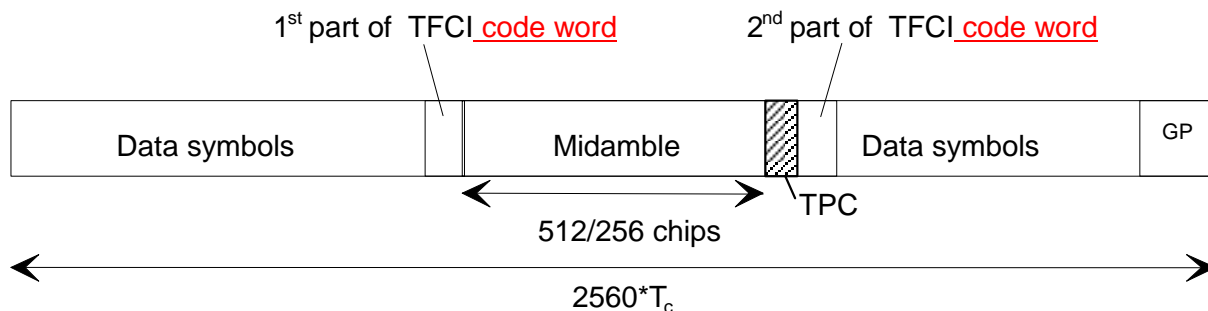 1st part of TFCI code word 2nd part of TFCI code word
Data symbols Midamble Data symbols GP
TPC
512/256 chips
2560*Tc